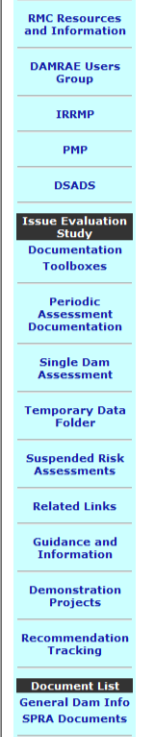 RMC Resources
and Information
DAMRAE Users
Group
IRRMP
PMP
DSADS
Issue Evaluation
Study
Documentation
Toolboxes
Periodic
Assessment
Documentation
Single Dam
Assessment
Temporary Data
Folder
Suspended Risk
Assessments
Related Links
Guidance and
Information
Demonstration
Projects
Recommendation
Tracking
Document List
General Dam Info
SPRA Documents